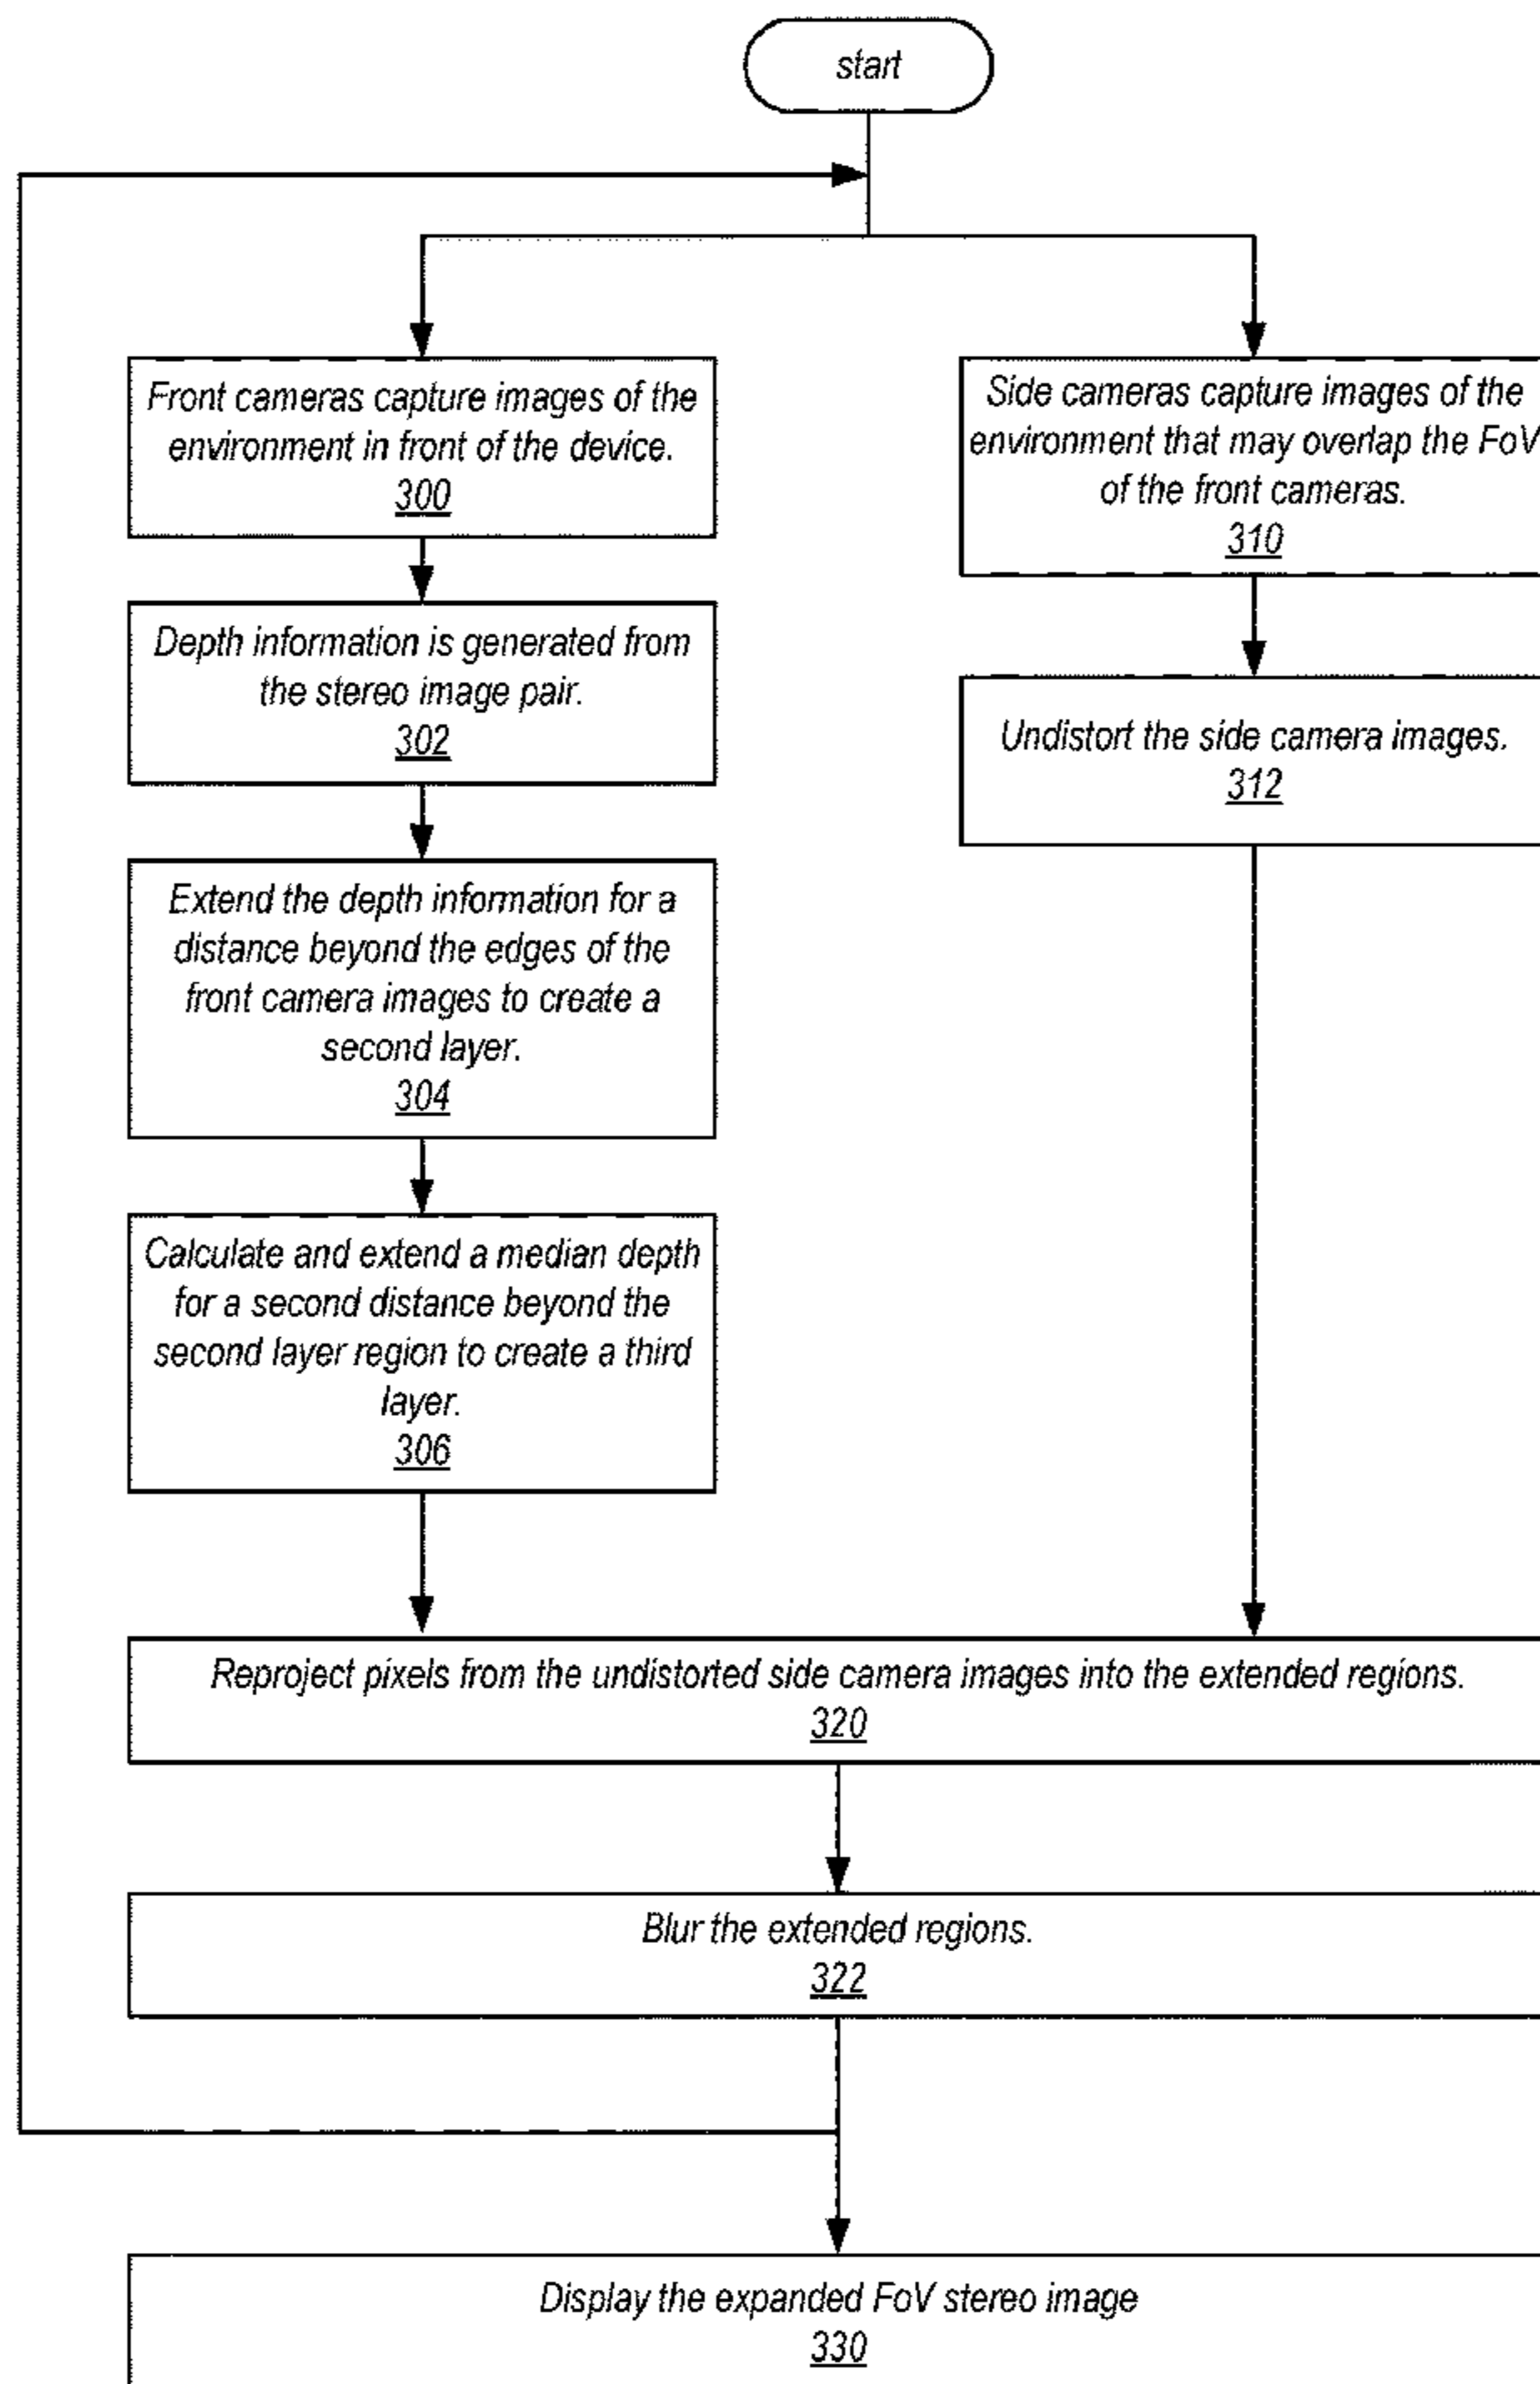 start
Front cameras capture images of the
environment in front of the device.
300
Side cameras capture images of the
environment that may overlap the FoV
of the front cameras.
310
Depth information is generated from
the stereo image pair.
302
Undistort the side camera images.
312
Extend the depth information for a
distance beyond the edges of the
front camera images to create a
second layer.
304
Calculate and extend a median depth
for a second distance beyond the
second layer region to create a third
layer.
306
Reproject pixels from the undistorted side camera images into the extended regions.
320
Blur the extended regions.
322
Display the expanded FoV stereo image
330